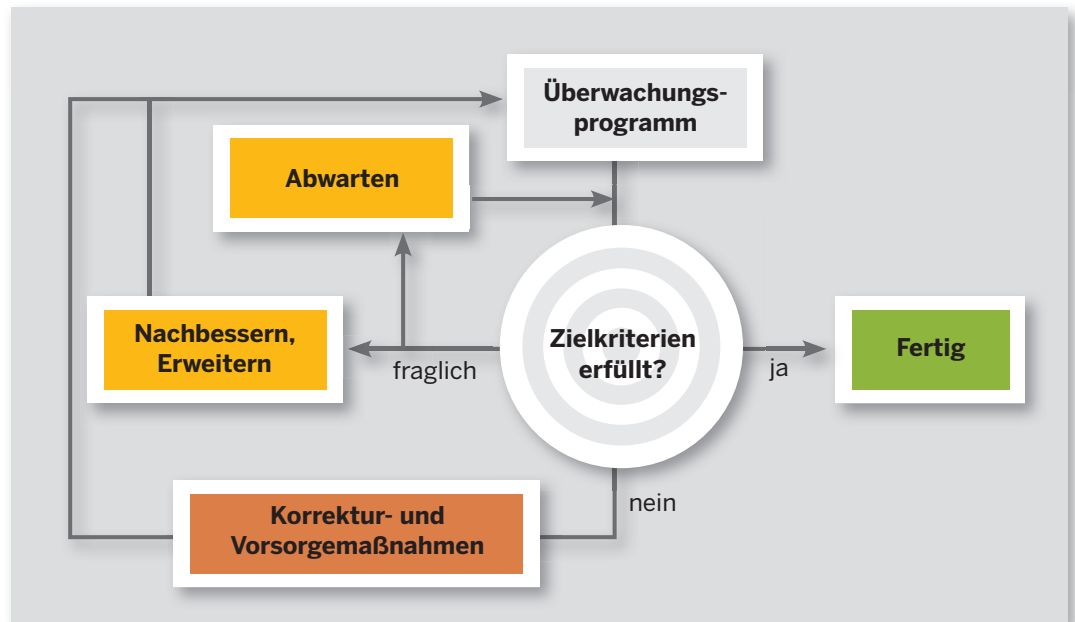 Überwachungs-
programm
Abwarten
Nachbessern,
Erweitern
fraglich
Zielkriterien
erfüllt?
ja
Fertig
nein
Korrektur- und
Vorsorgemaßnahmen